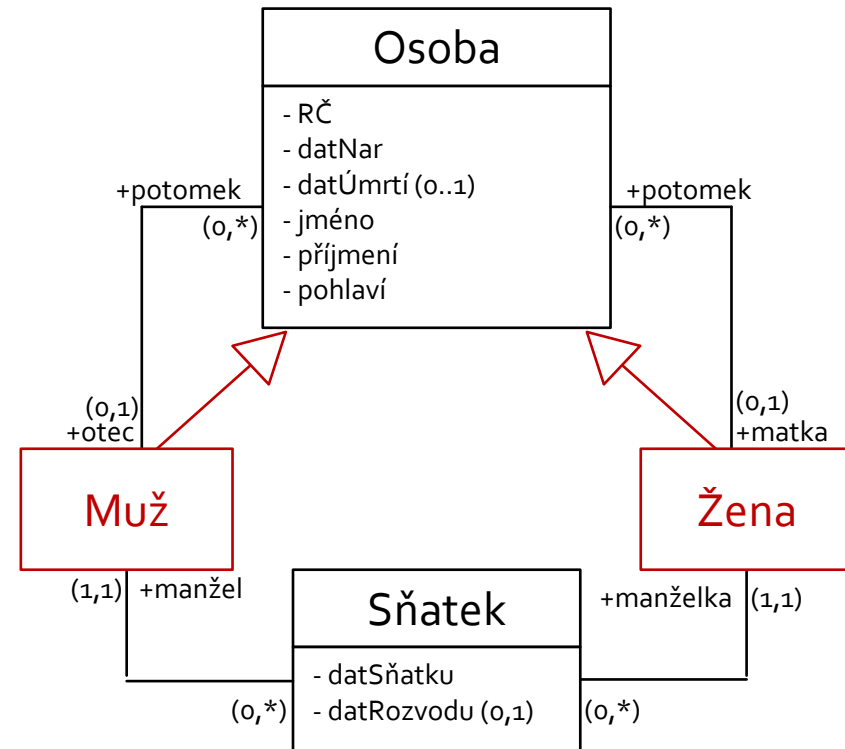 Osoba
- RČ
- datNar
- datÚmrtí (0..1)
- jméno
- příjmení
- pohlaví
+potomek
(0,*)
+potomek
(0,*)
(0,1)
+otec
(0,1)
+matka
Muž
Žena
(1,1)
+manžel
+manželka
(1,1)
Sňatek
- datSňatku
- datRozvodu (0,1)
(0,*)
(0,*)